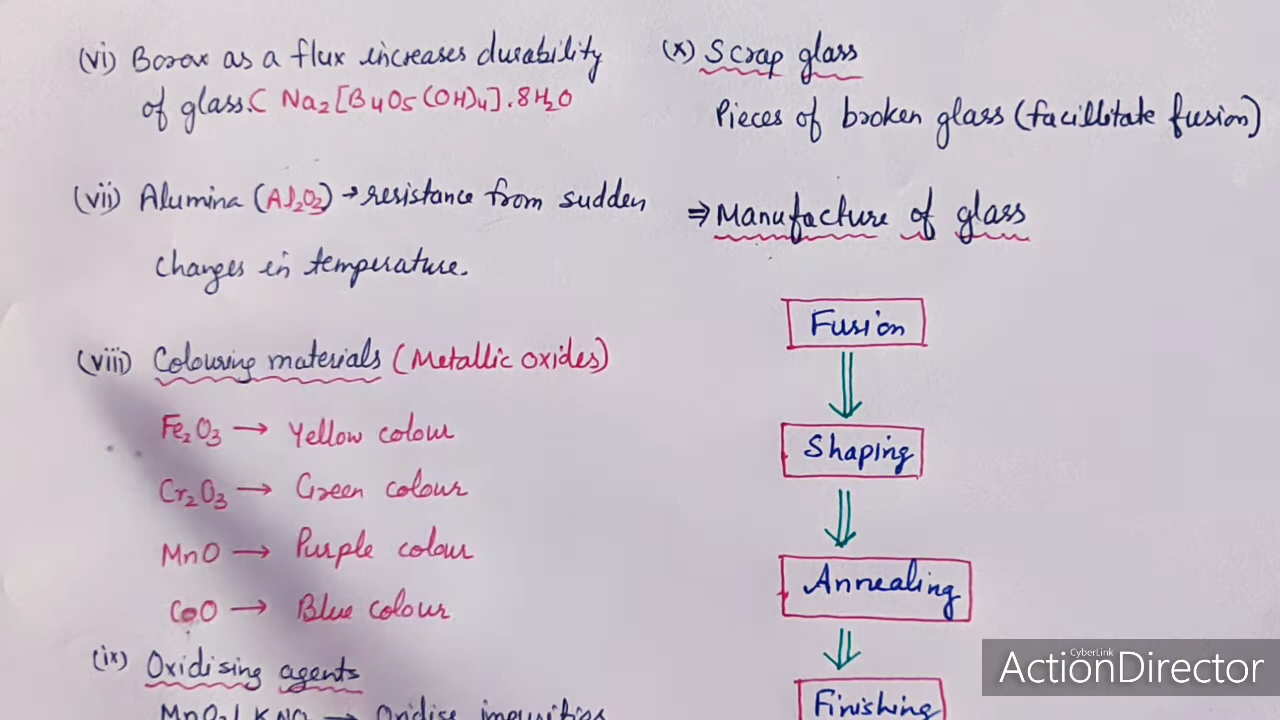 (vi) Borax as a flux increases durability
of glass.( Na2[B4O5(OH)4].8H2O
(vii) Alumina (Al2O3) → resistance from sudden
changes in temperature.
(viii) Colouring materials (Metallic oxides)
Fe2O3 → Yellow colour
Cr2O3 → Green colour
MnO → Purple colour
CoO → Blue colour
(ix) Oxidising agents
→ Oxidise impurities
(x) Scrap glass
Pieces of broken glass (facillitate fusion)
⇒ Manufacture of glass
Fusion
Shaping
Annealing
Finishing
CyberLink
ActionDirector